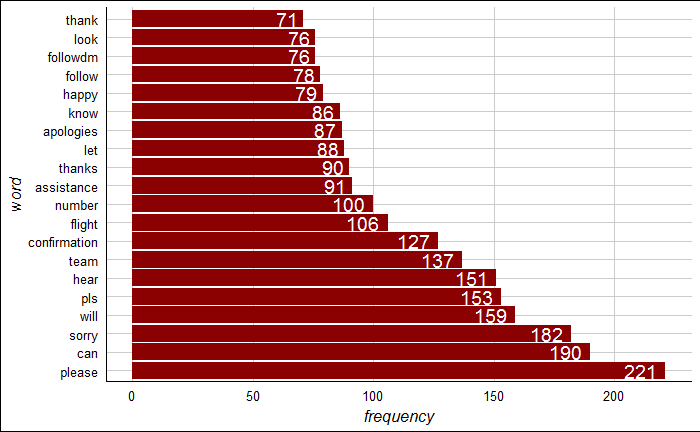 thank 71
look 76
followdm 76
follow 78
happy 79
know 86
apologies 87
let 88
thanks 90
assistance 91
number 100
flight 106
confirmation 127
team 137
hear 151
pls 153
will 159
sorry 182
can 190
please 221
word
0 50 100 150 200
frequency